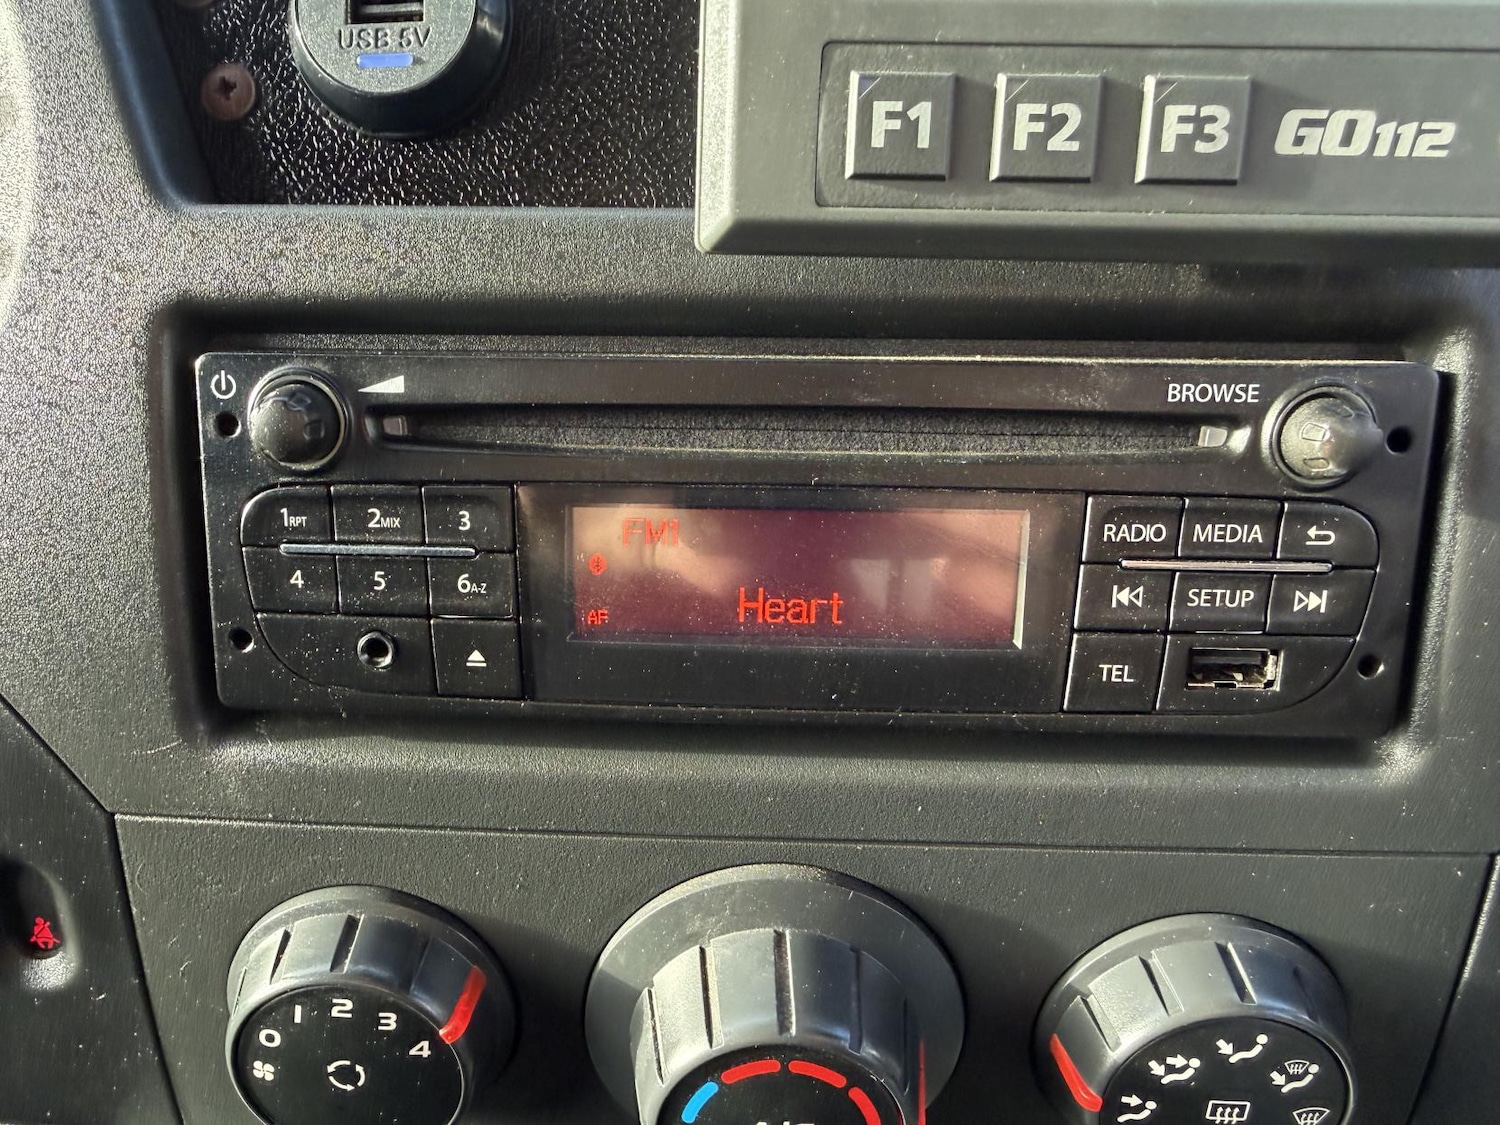 USB 5V
F1 F2 F3 GO112
BROWSE
1RPT 2MIX 3
4 5 6A-Z
FM1
AF
Heart
RADIO MEDIA
SETUP
TEL
0 1 2 3 4